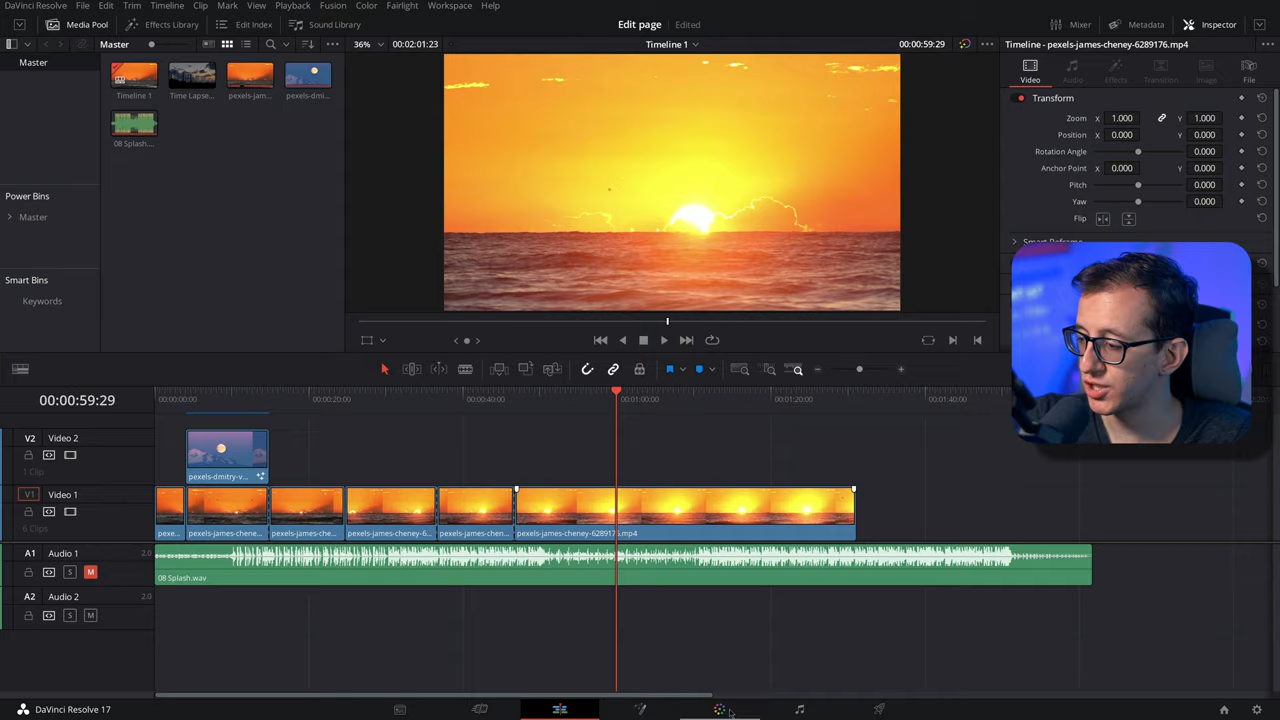 DaVinci Resolve File Edit Trim Timeline Clip Mark View Playback Fusion Color Fairlight Workspace Help
Media Pool Effects Library Edit Index Sound Library Edit page Edited Mixer Metadata Inspector
Master 36% 00:02:01:23 Timeline 1 00:00:59:29 Timeline - pexels-james-cheney-6289176.mp4
Master
Video Audio Effects Transition Image File
Timeline 1 Time Lapse... pexels-jam... pexels-dmi...
Transform
Zoom X 1.000 Y 1.000
Position X 0.000 Y 0.000
08 Splash....
Rotation Angle 0.000
Anchor Point X 0.000 Y 0.000
Pitch 0.000
Power Bins
Yaw 0.000
Master
Flip
Smart Reframe
Smart Bins
Keywords
00:00:59:29
00:00:00:00 00:00:20:00 00:00:40:00 00:01:00:00 00:01:20:00 00:01:40:00
V2 Video 2
1 Clip
pexels-dmitry-v...
V1 Video 1
6 Clips
pexe... pexels-james-chene... pexels-james-che... pexels-james-cheney-6... pexels-james-chen... pexels-james-cheney-6289176.mp4
A1 Audio 1 2.0
S M
08 Splash.wav
A2 Audio 2 2.0
S M
DaVinci Resolve 17